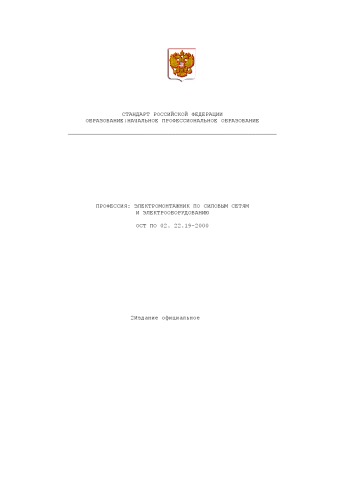 СТАНДАРТ РОССИЙСКОЙ ФЕДЕРАЦИИ
ОБРАЗОВАНИЕ:НАЧАЛЬНОЕ ПРОФЕССИОНАЛЬНОЕ ОБРАЗОВАНИЕ
ПРОФЕССИЯ: ЭЛЕКТРОМОНТАЖНИК ПО СИЛОВЫМ СЕТЯМ
И ЭЛЕКТРООБОРУДОВАНИЮ
ОСТ ПО 02. 22.19-2000
Издание официальное